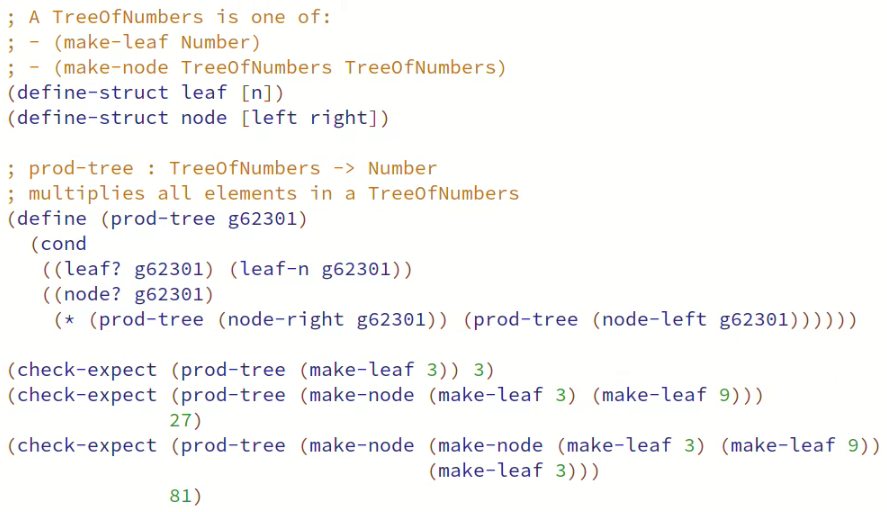 ; A TreeOfNumbers is one of:
; - (make-leaf Number)
; - (make-node TreeOfNumbers TreeOfNumbers)
(define-struct leaf [n])
(define-struct node [left right])

; prod-tree : TreeOfNumbers -> Number
; multiplies all elements in a TreeOfNumbers
(define (prod-tree g62301)
  (cond
   ((leaf? g62301) (leaf-n g62301))
   ((node? g62301)
    (* (prod-tree (node-right g62301)) (prod-tree (node-left g62301))))))

(check-expect (prod-tree (make-leaf 3)) 3)
(check-expect (prod-tree (make-node (make-leaf 3) (make-leaf 9)))
              27)
(check-expect (prod-tree (make-node (make-node (make-leaf 3) (make-leaf 9))
                                    (make-leaf 3)))
              81)